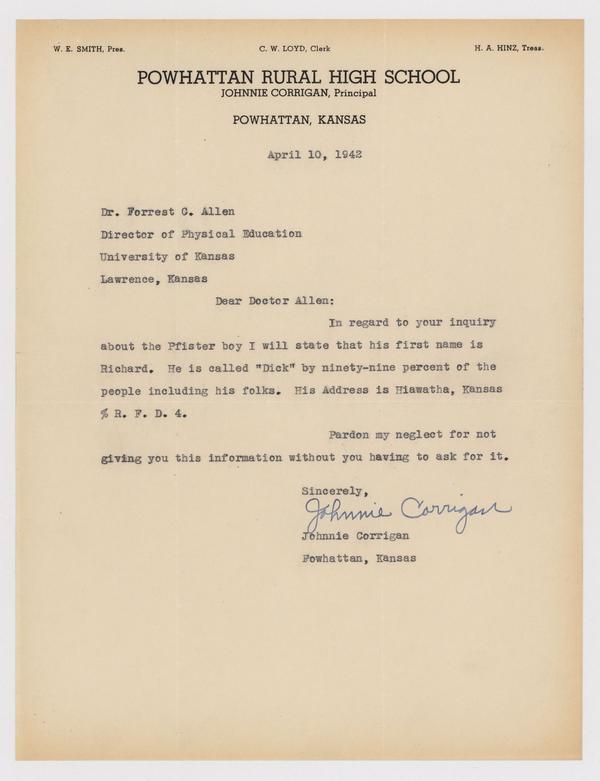 W. E. SMITH, Pres. C. W. LOYD, Clerk H. A. HINZ, Treas.
POWHATTAN RURAL HIGH SCHOOL
JOHNNIE CORRIGAN, Principal
POWHATTAN, KANSAS
April 10, 1942
Dr. Forrest C. Allen
Director of Physical Education
University of Kansas
Lawrence, Kansas
Dear Doctor Allen:
In regard to your inquiry
about the Pfister boy I will state that his first name is
Richard. He is called "Dick" by ninety-nine percent of the
people including his folks. His Address is Hiawatha, Kansas
% R. F. D. 4.
Pardon my neglect for not
giving you this information without you having to ask for it.
Sincerely,
Johnnie Corrigan
Johnnie Corrigan
Powhattan, Kansas